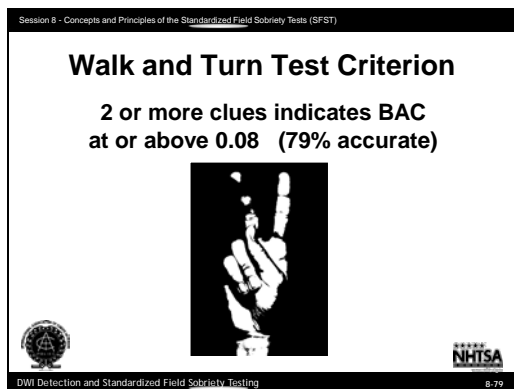 Session 8 - Concepts and Principles of the Standardized Field Sobriety Tests (SFST)
Walk and Turn Test Criterion
2 or more clues indicates BAC
at or above 0.08 (79% accurate)
NHTSA
DWI Detection and Standardized Field Sobriety Testing 8-79